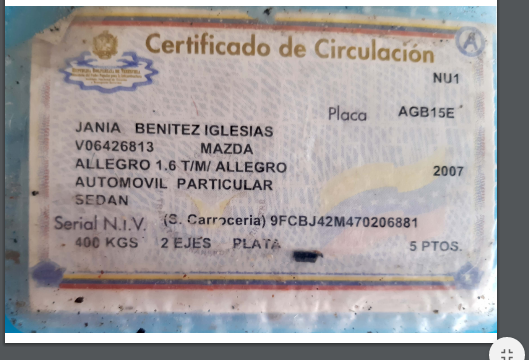 Certificado de Circulación
NU1
Placa AGB15E
JANIA BENITEZ IGLESIAS
V06426813 MAZDA
ALLEGRO 1.6 T/M/ ALLEGRO 2007
AUTOMOVIL PARTICULAR
SEDAN
Serial N.I.V. (S. Carroceria) 9FCBJ42M470206881
400 KGS 2 EJES PLATA 5 PTOS.